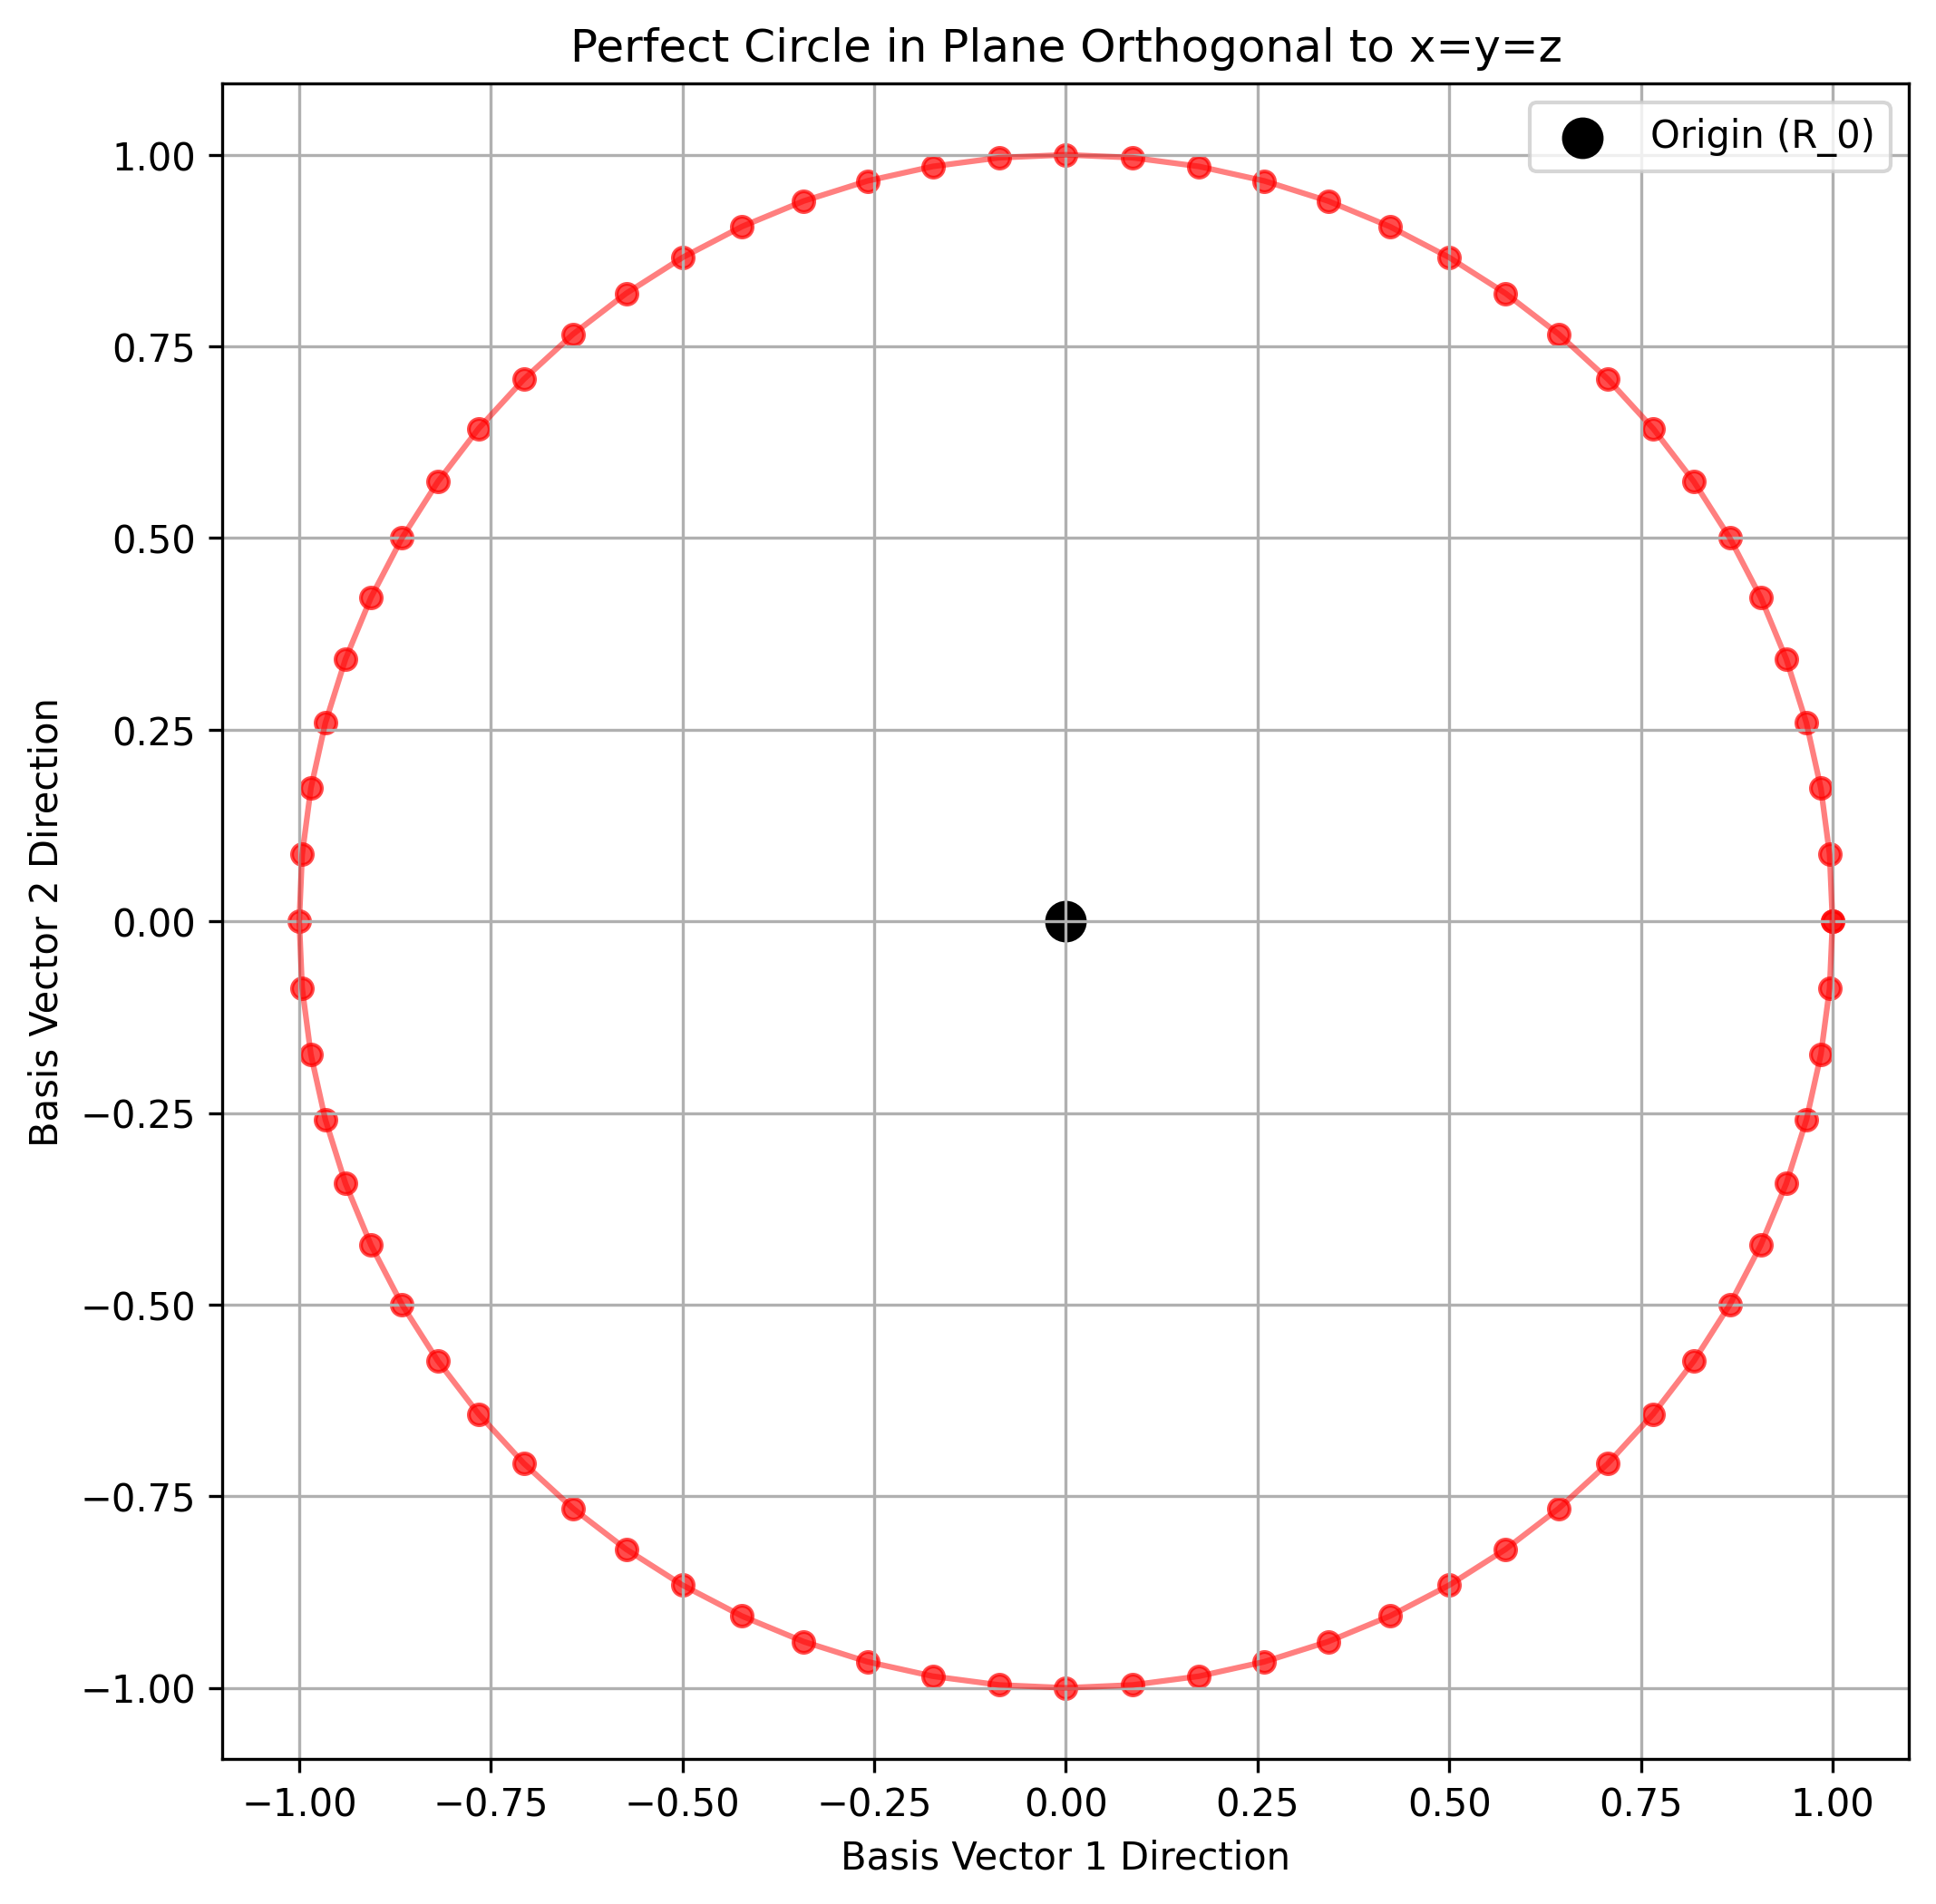 Perfect Circle in Plane Orthogonal to x=y=z
Origin (R_0)
1.00
0.75
0.50
0.25
0.00
−0.25
−0.50
−0.75
−1.00
Basis Vector 2 Direction
−1.00 −0.75 −0.50 −0.25 0.00 0.25 0.50 0.75 1.00
Basis Vector 1 Direction